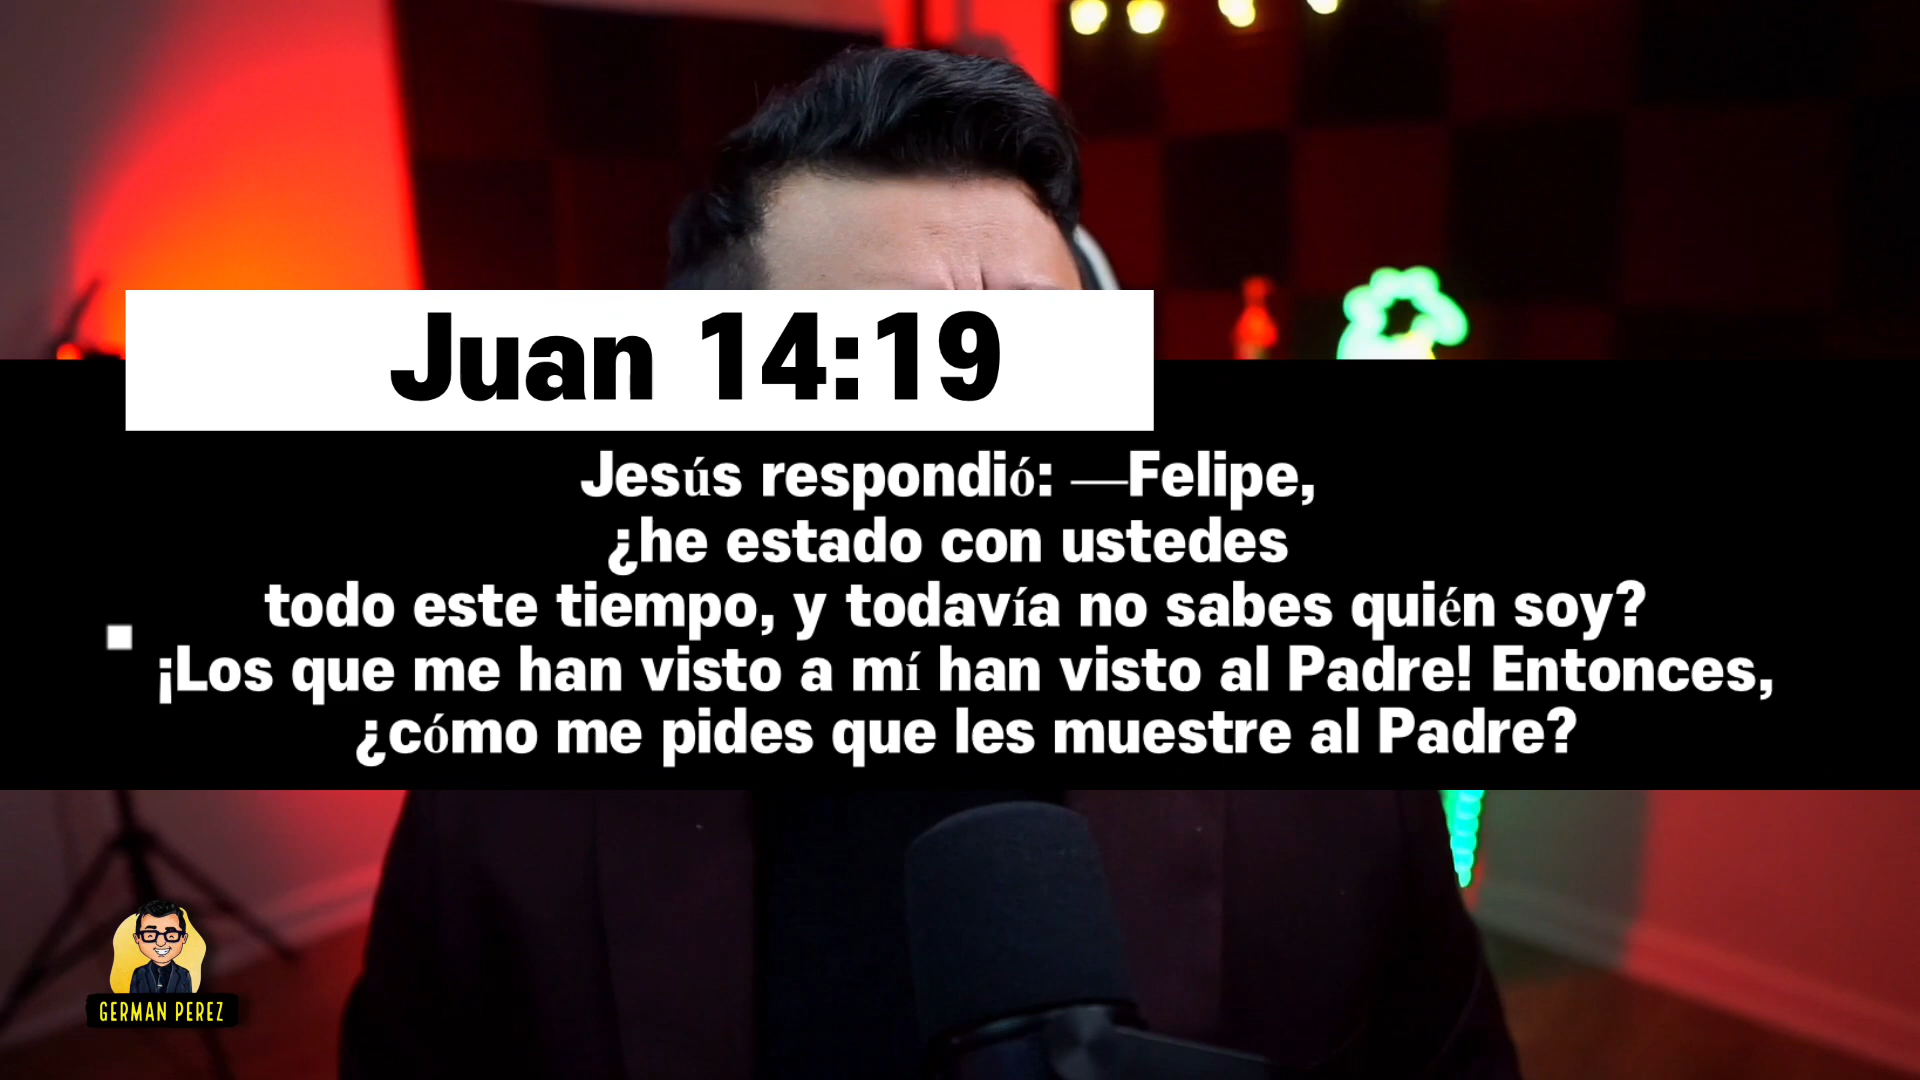 Juan 14:19
Jesús respondió: —Felipe,
¿he estado con ustedes
todo este tiempo, y todavía no sabes quién soy?
¡Los que me han visto a mí han visto al Padre! Entonces,
¿cómo me pides que les muestre al Padre?
GERMAN PEREZ